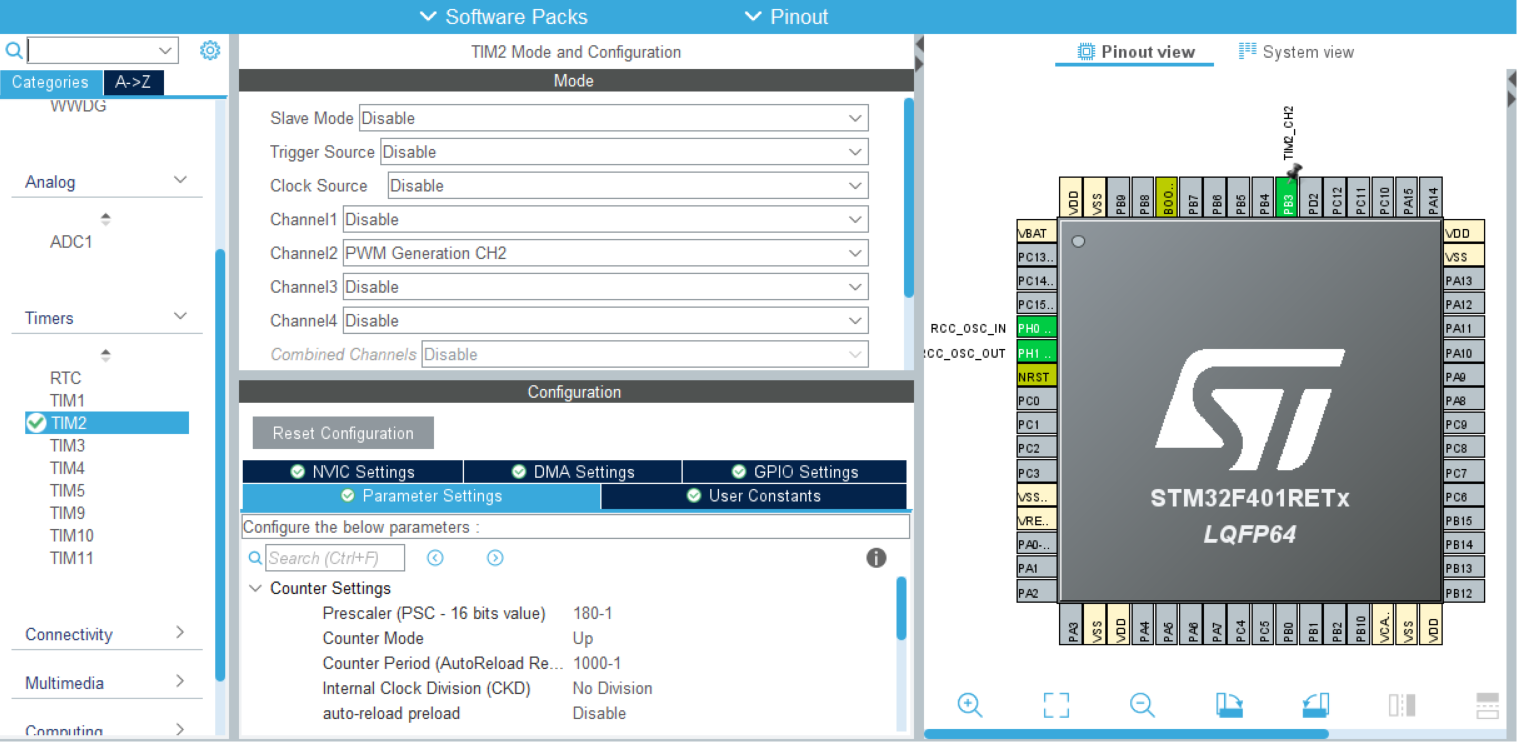 Software Packs
Pinout
Categories
A->Z
WWDG
Analog
ADC1
Timers
RTC
TIM1
TIM2
TIM3
TIM4
TIM5
TIM9
TIM10
TIM11
Connectivity
Multimedia
Computing
TIM2 Mode and Configuration
Mode
Slave Mode Disable
Trigger Source Disable
Clock Source Disable
Channel1 Disable
Channel2 PWM Generation CH2
Channel3 Disable
Channel4 Disable
Combined Channels Disable
Configuration
Reset Configuration
NVIC Settings
DMA Settings
GPIO Settings
Parameter Settings
User Constants
Configure the below parameters :
Search (Ctrl+F)
Counter Settings
Prescaler (PSC - 16 bits value) 180-1
Counter Mode Up
Counter Period (AutoReload Re... 1000-1
Internal Clock Division (CKD) No Division
auto-reload preload Disable
Pinout view
System view
TIM2_CH2
VDD
VSS
PB9
PB8
BOO..
PB7
PB6
PB5
PB4
PB3
PD2
PC12
PC11
PC10
PA15
PA14
VBAT
PC13..
PC14..
PC15..
RCC_OSC_IN PH0 ..
RCC_OSC_OUT PH1 ..
NRST
PC0
PC1
PC2
PC3
VSS..
VRE..
PA0-..
PA1
PA2
ST
STM32F401RETx
LQFP64
VDD
VSS
PA13
PA12
PA11
PA10
PA9
PA8
PC9
PC8
PC7
PC6
PB15
PB14
PB13
PB12
PA3
VSS
VDD
PA4
PA5
PA6
PA7
PC4
PC5
PB0
PB1
PB2
PB10
VCA..
VSS
VDD